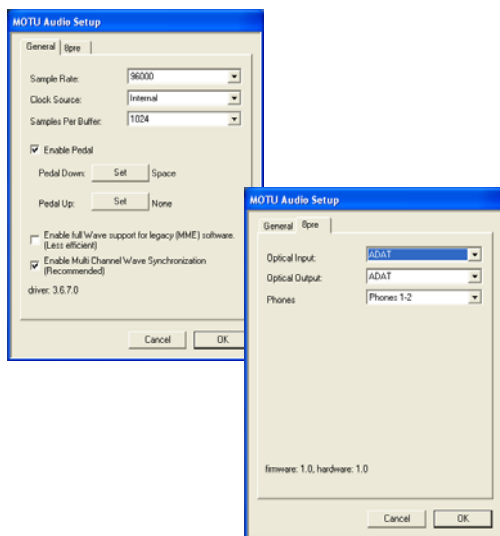 MOTU Audio Setup
General 8pre
Sample Rate: 96000
Clock Source: Internal
Samples Per Buffer: 1024
Enable Pedal
Pedal Down: Set Space
Pedal Up: Set None
Enable full Wave support for legacy (MME) software.
(Less efficient)
Enable Multi Channel Wave Synchronization
(Recommended)
driver: 3.6.7.0
Cancel OK
MOTU Audio Setup
General 8pre
Optical Input: ADAT
Optical Output: ADAT
Phones Phones 1-2
firmware: 1.0, hardware: 1.0
Cancel OK